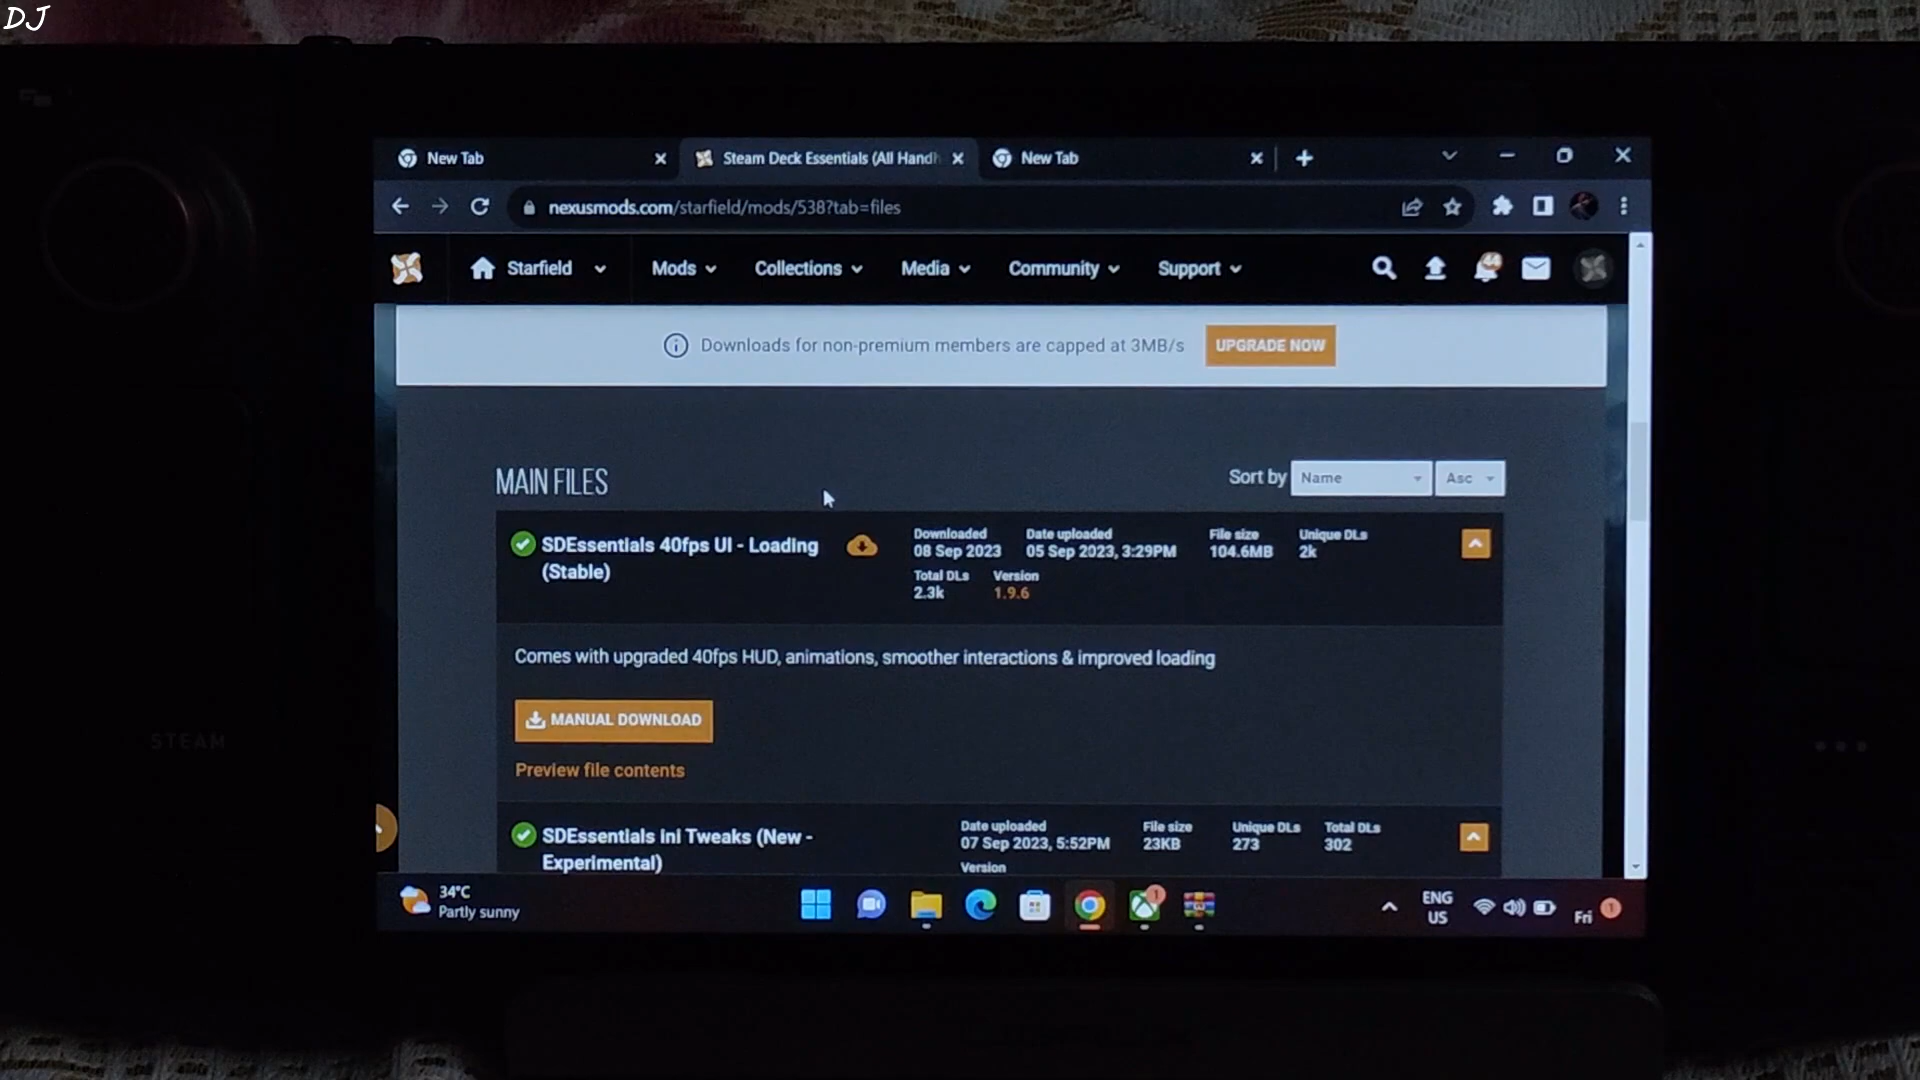 DJ
New Tab
Steam Deck Essentials (All Handh
New Tab
nexusmods.com/starfield/mods/538?tab=files
Starfield
Mods
Collections
Media
Community
Support
44
Downloads for non-premium members are capped at 3MB/s
UPGRADE NOW
MAIN FILES
Sort by
Name
Asc
SDEssentials 40fps UI - Loading
(Stable)
Downloaded
08 Sep 2023
Date uploaded
05 Sep 2023, 3:29PM
File size
104.6MB
Unique DLs
2k
Total DLs
2.3k
Version
1.9.6
Comes with upgraded 40fps HUD, animations, smoother interactions & improved loading
MANUAL DOWNLOAD
Preview file contents
STEAM
SDEssentials ini Tweaks (New -
Experimental)
Date uploaded
07 Sep 2023, 5:52PM
File size
23KB
Unique DLs
273
Total DLs
302
Version
34°C
Partly sunny
1
ENG
US
Fri
1